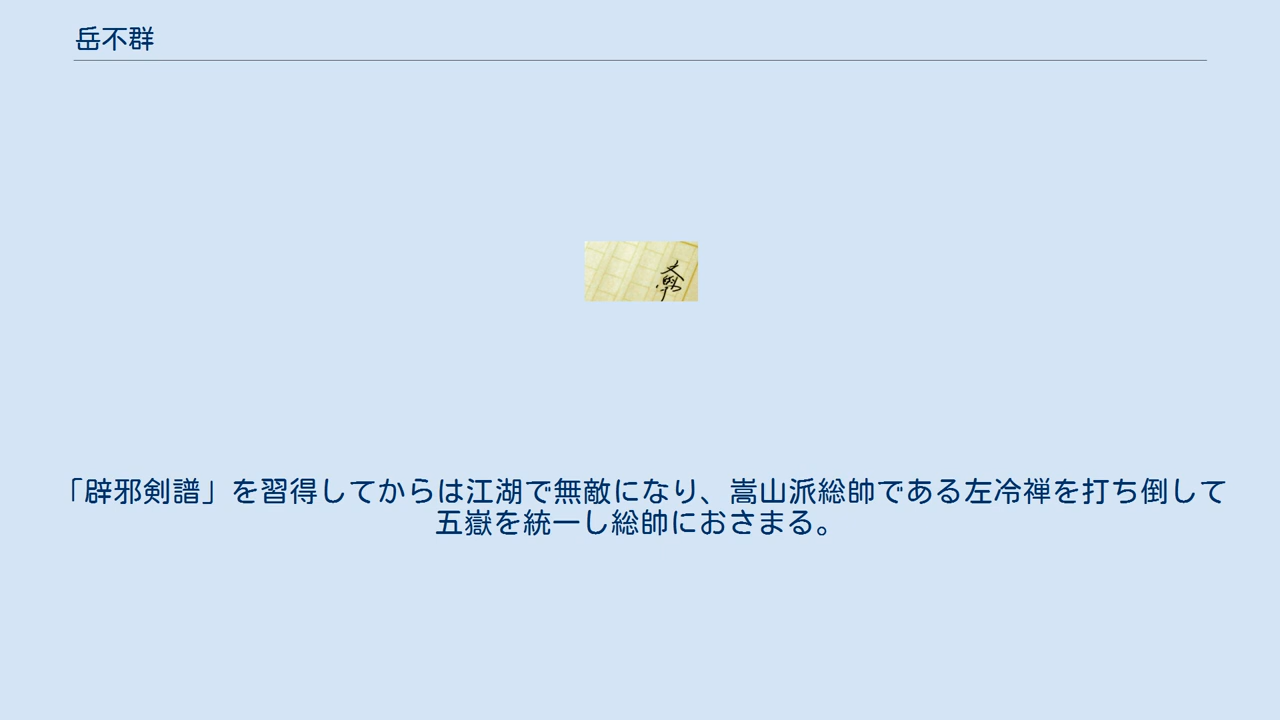 岳不群
「辟邪剣譜」を習得してからは江湖で無敵になり、嵩山派総帥である左冷禅を打ち倒して
五嶽を統一し総帥におさまる。